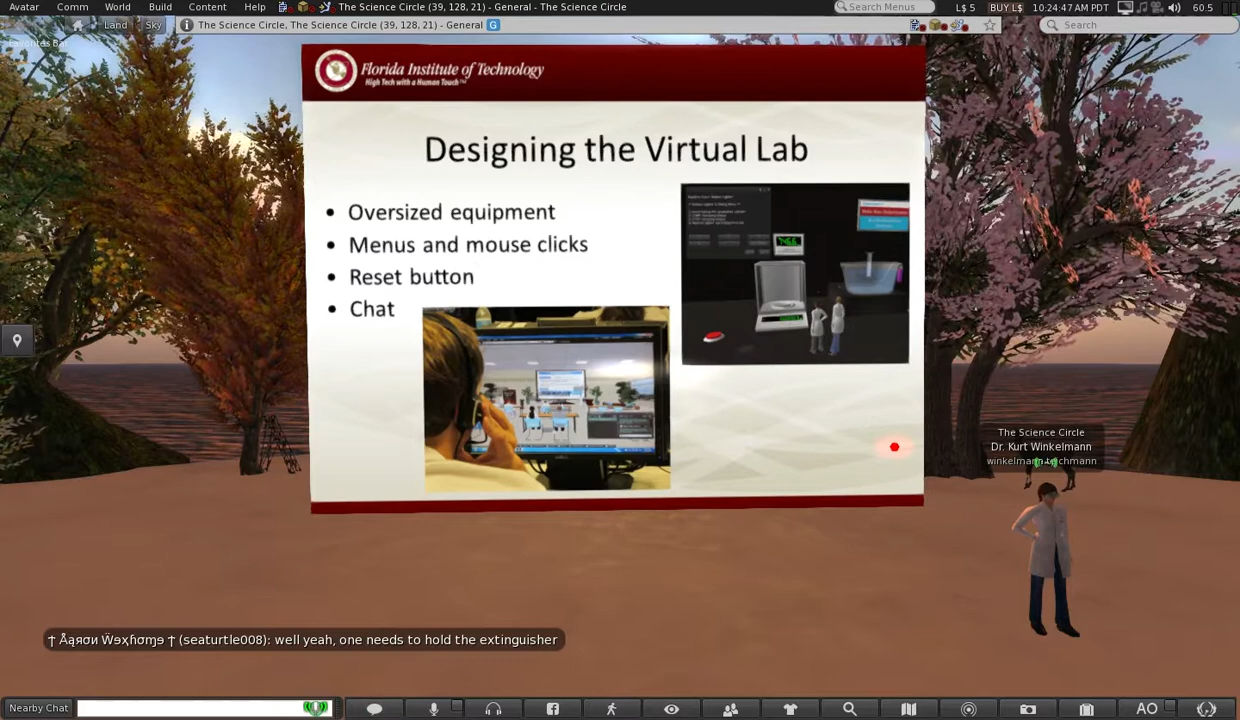 Avatar Comm World Build Content Help The Science Circle (39, 128, 21) - General - The Science Circle Search Menus L$ 5 BUY L$ 10:24:47 AM PDT 60.5
Land Sky The Science Circle, The Science Circle (39, 128, 21) - General G Search
Favorites Bar
Florida Institute of Technology
High Tech with a Human Touch™
Designing the Virtual Lab
• Oversized equipment
• Menus and mouse clicks
• Reset button
• Chat
The Science Circle
Dr. Kurt Winkelmann
(seaturtle008): well yeah, one needs to hold the extinguisher
Nearby Chat AO